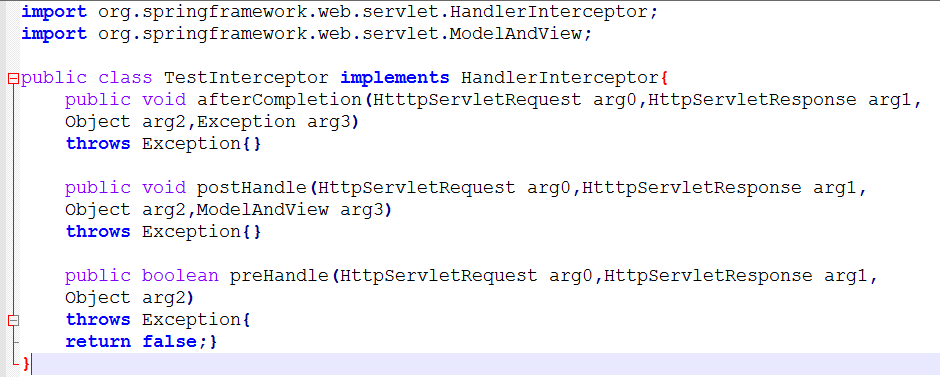 import org.springframework.web.servlet.HandlerInterceptor;
import org.springframework.web.servlet.ModelAndView;
public class TestInterceptor implements HandlerInterceptor{
public void afterCompletion(HtttpServletRequest arg0,HttpServletResponse arg1,
Object arg2,Exception arg3)
throws Exception{}
public void postHandle(HttpServletRequest arg0,HtttpServletResponse arg1,
Object arg2,ModelAndView arg3)
throws Exception{}
public boolean preHandle(HttpServletRequest arg0,HttpServletResponse arg1,
Object arg2)
throws Exception{
return false;}
}